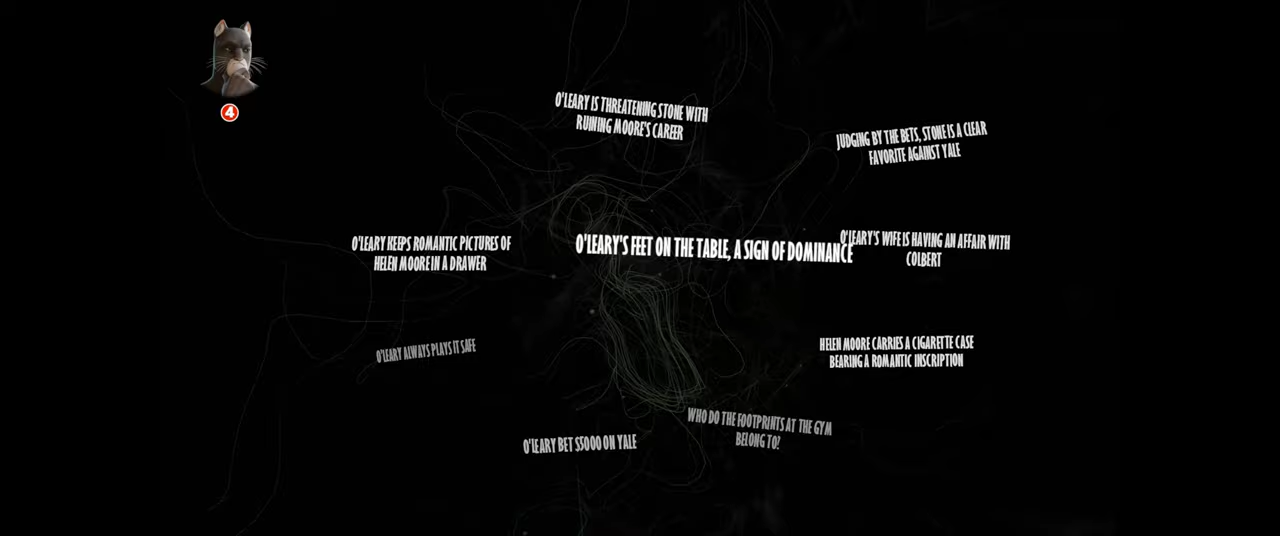 4
O'LEARY IS THREATENING STONE WITH
RUINING MOORE'S CAREER
JUDGING BY THE BETS, STONE IS A CLEAR
FAVORITE AGAINST YALE
O'LEARY KEEPS ROMANTIC PICTURES OF
HELEN MOORE IN A DRAWER
O'LEARY'S FEET ON THE TABLE, A SIGN OF DOMINANCE
O'LEARY'S WIFE IS HAVING AN AFFAIR WITH
COLBERT
O'LEARY ALWAYS PLAYS IT SAFE
HELEN MOORE CARRIES A CIGARETTE CASE
BEARING A ROMANTIC INSCRIPTION
WHO DO THE FOOTPRINTS AT THE GYM
BELONG TO?
O'LEARY BET $5000 ON YALE